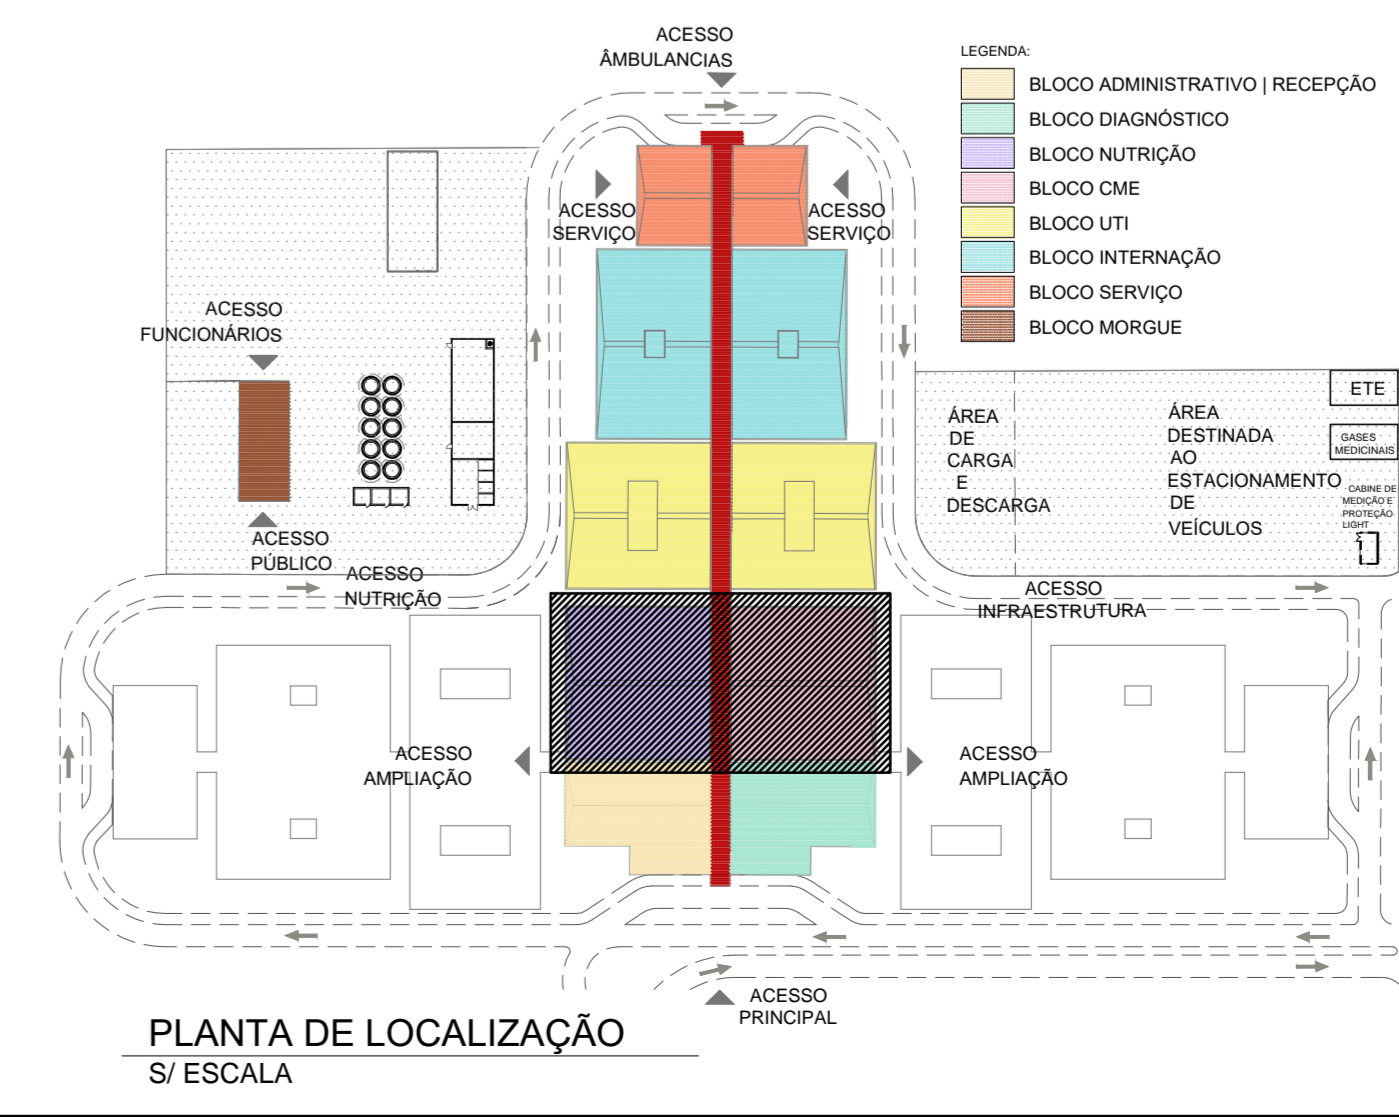 ACESSO
ÂMBULANCIAS
LEGENDA:
BLOCO ADMINISTRATIVO | RECEPÇÃO
BLOCO DIAGNÓSTICO
BLOCO NUTRIÇÃO
BLOCO CME
BLOCO UTI
BLOCO INTERNAÇÃO
BLOCO SERVIÇO
BLOCO MORGUE
ACESSO
SERVIÇO
ACESSO
SERVIÇO
ACESSO
FUNCIONÁRIOS
ACESSO
PÚBLICO
ACESSO
NUTRIÇÃO
ÁREA
DE
CARGA
E
DESCARGA
ÁREA
DESTINADA
AO
ESTACIONAMENTO
DE
VEÍCULOS
ETE
GASES
MEDICINAIS
CABINE DE
MEDIÇÃO E
PROTEÇÃO
LIGHT
ACESSO
INFRAESTRUTURA
ACESSO
AMPLIAÇÃO
ACESSO
AMPLIAÇÃO
ACESSO
PRINCIPAL
PLANTA DE LOCALIZAÇÃO
S/ ESCALA